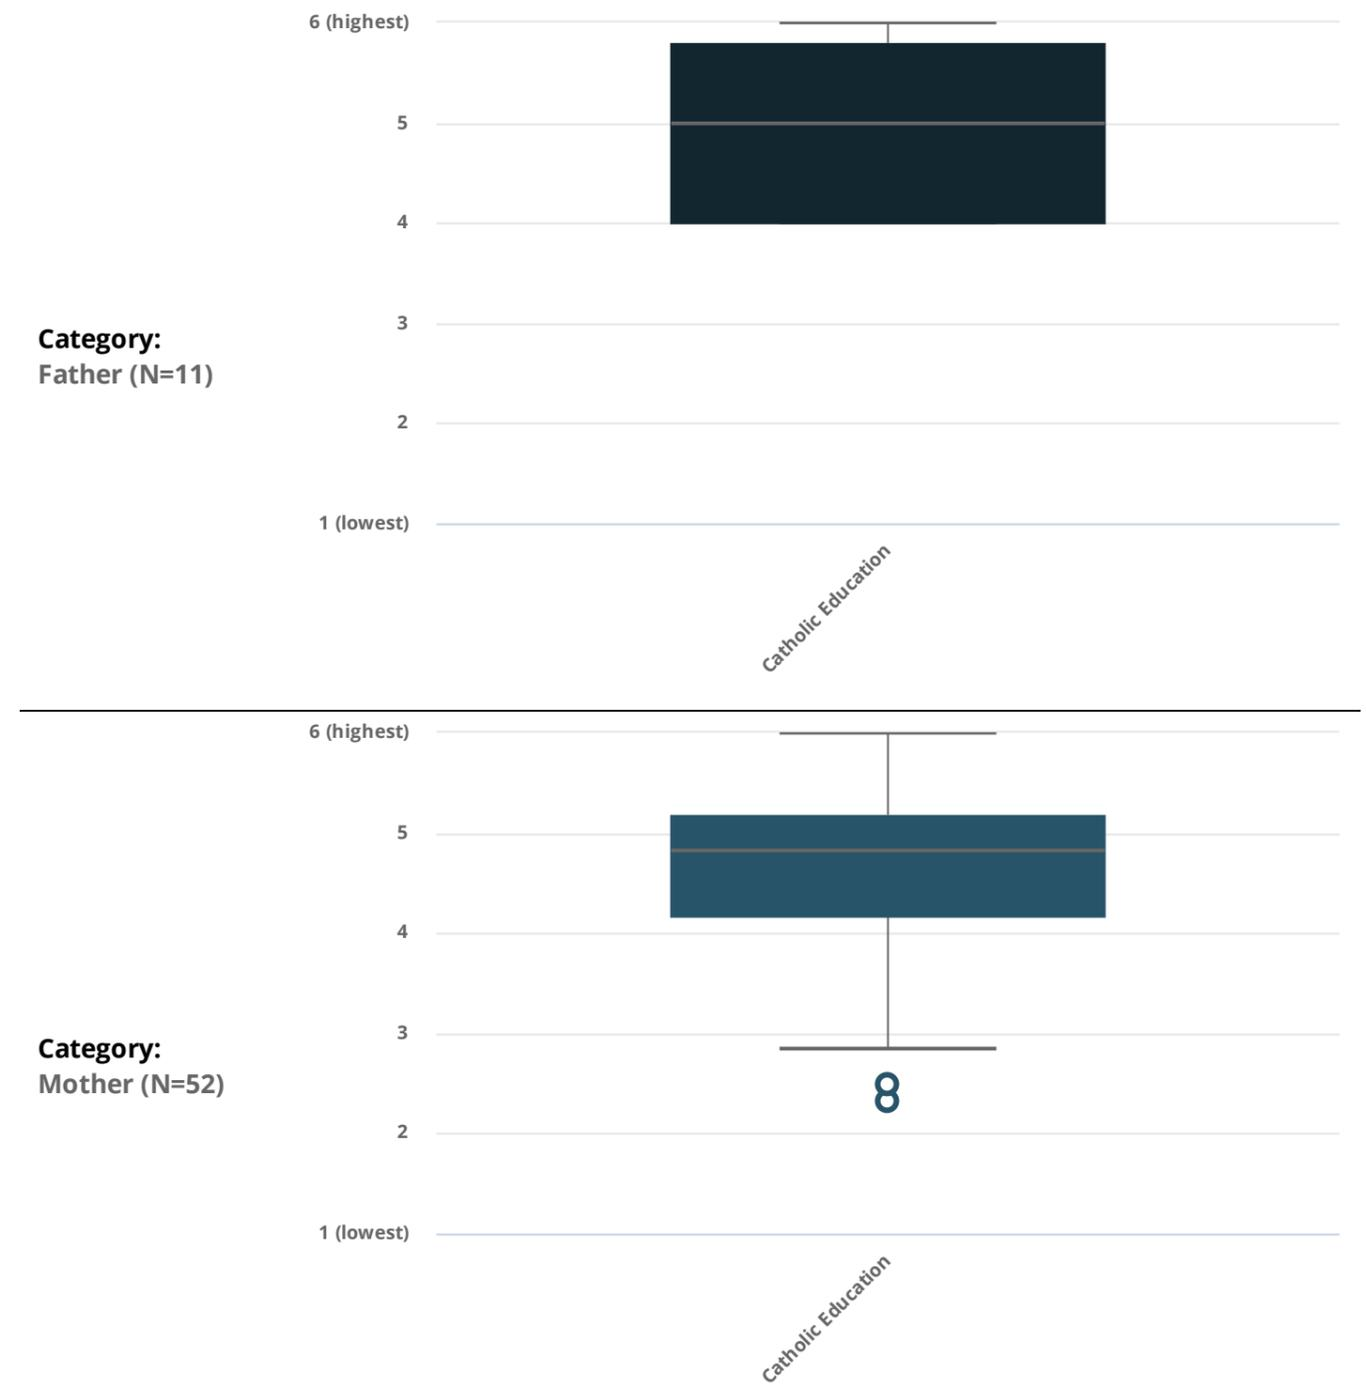 6 (highest)
5
4
3
2
1 (lowest)
Category:
Father (N=11)
Catholic Education
6 (highest)
5
4
3
2
1 (lowest)
Category:
Mother (N=52)
Catholic Education